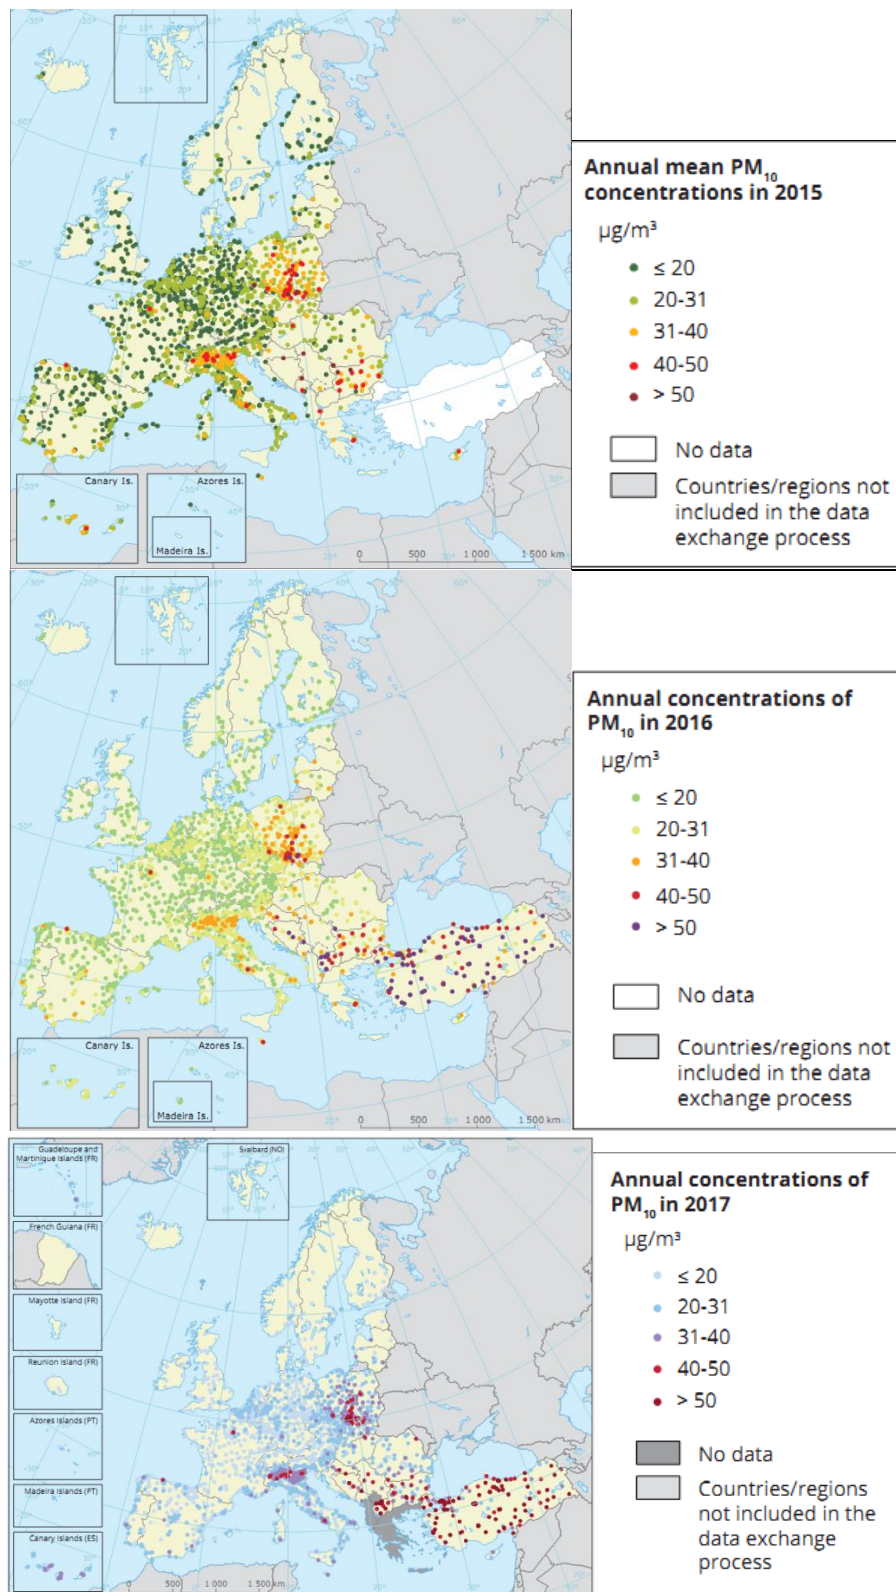 Canary Is.
Azores Is.
Madeira Is.
0 500 1 000 1 500 km
Annual mean PM10
concentrations in 2015
µg/m³
≤ 20
20-31
31-40
40-50
> 50
No data
Countries/regions not
included in the data
exchange process
Canary Is.
Azores Is.
Madeira Is.
0 500 1 000 1 500 km
Annual concentrations of
PM10 in 2016
µg/m³
≤ 20
20-31
31-40
40-50
> 50
No data
Countries/regions not
included in the data
exchange process
Guadeloupe and
Martinique Islands (FR)
Svalbard (NO)
French Guiana (FR)
Mayotte Island (FR)
Reunion Island (FR)
Azores Islands (PT)
Madeira Islands (PT)
Canary Islands (ES)
0 500 1 000 1 500 km
Annual concentrations of
PM10 in 2017
µg/m³
≤ 20
20-31
31-40
40-50
> 50
No data
Countries/regions
not included in the
data exchange
process